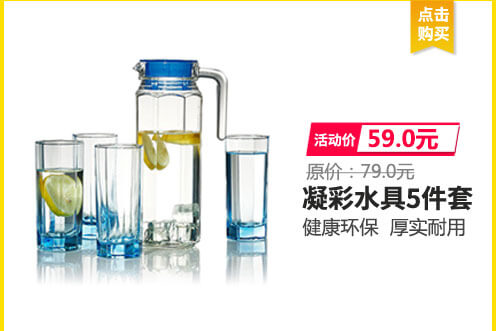 点击
购买
活动价 59.0元
原价：79.0元
凝彩水具5件套
健康环保 厚实耐用